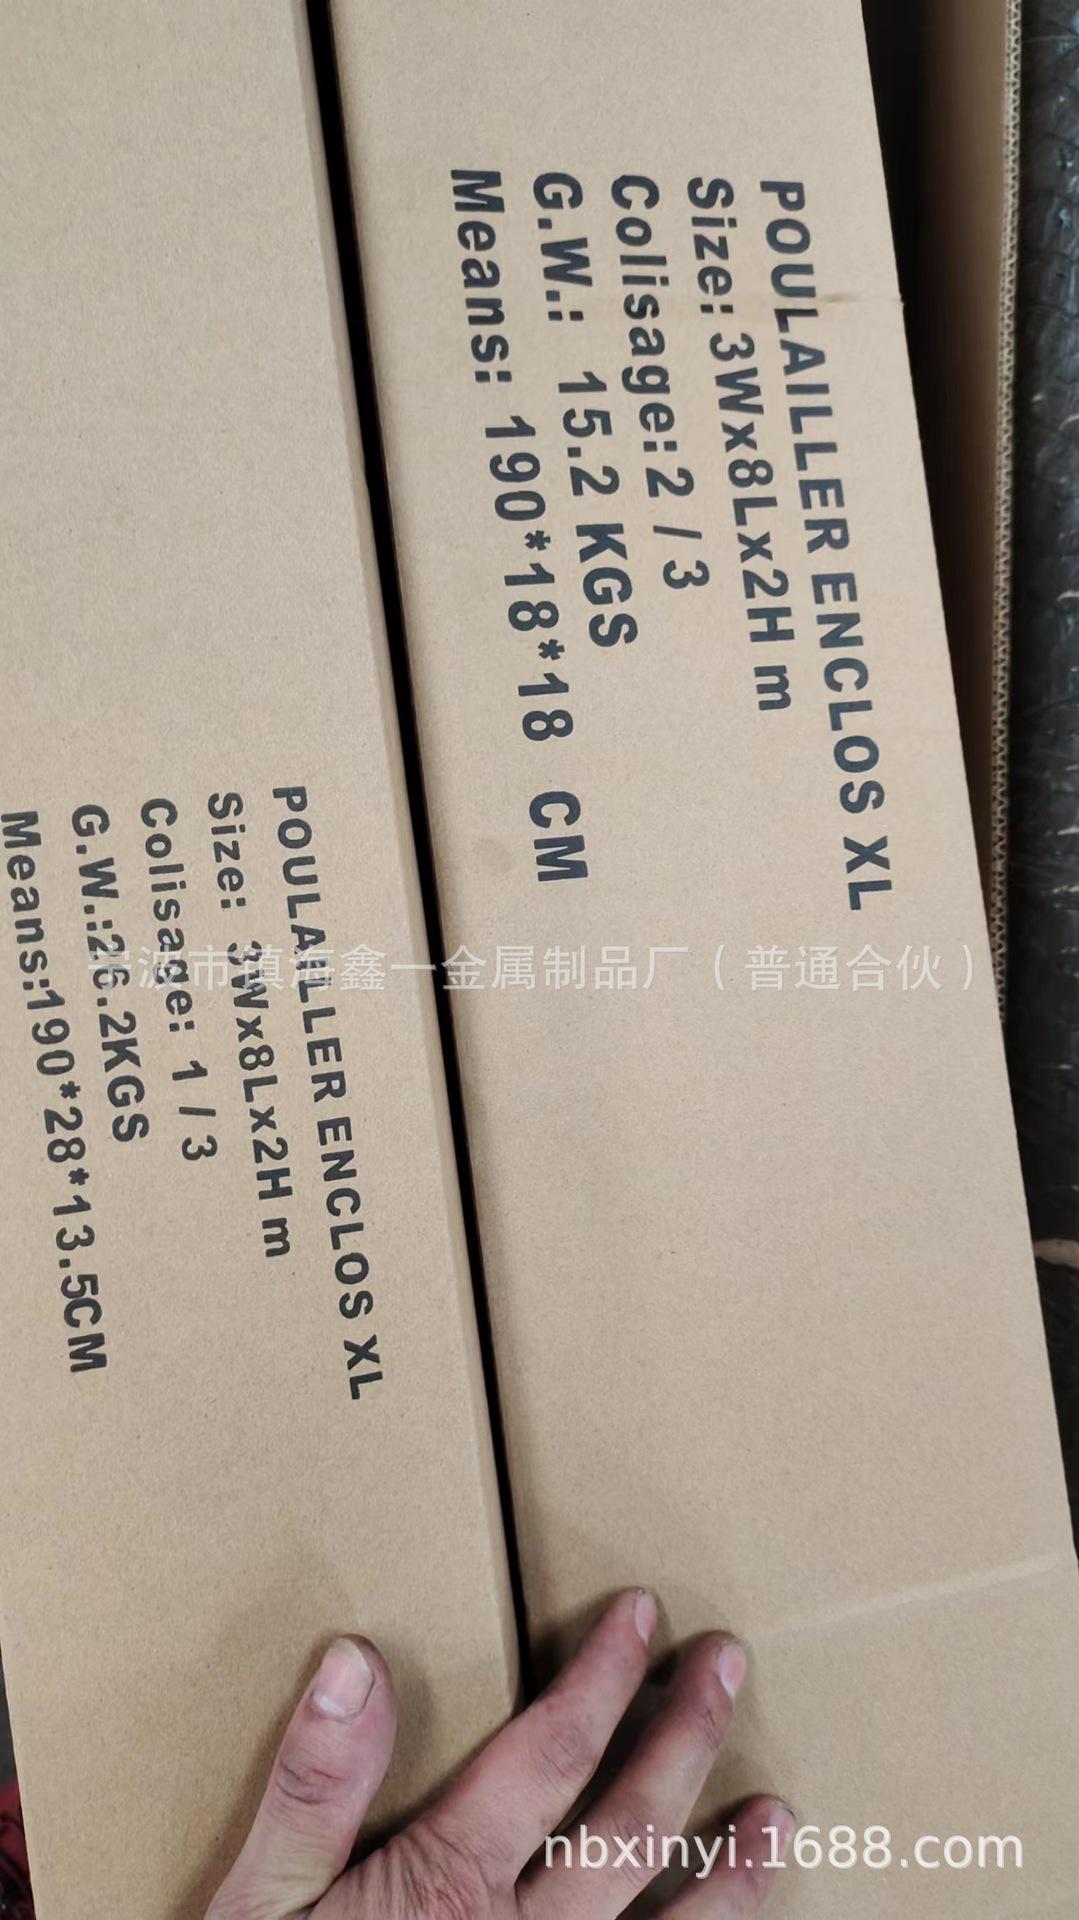 POULAILLER ENCLOS XL
Size: 3Wx8Lx2H m
Colisage: 2 / 3
G.W.: 15.2 KGS
Means: 190*18*18 CM
POULAILLER ENCLOS XL
Size: 3Wx8Lx2H m
Colisage: 1 / 3
G.W.:26.2KGS
Means:190*28*13.5CM
宁波市镇海鑫一金属制品厂（普通合伙）
nbxinyi.1688.com